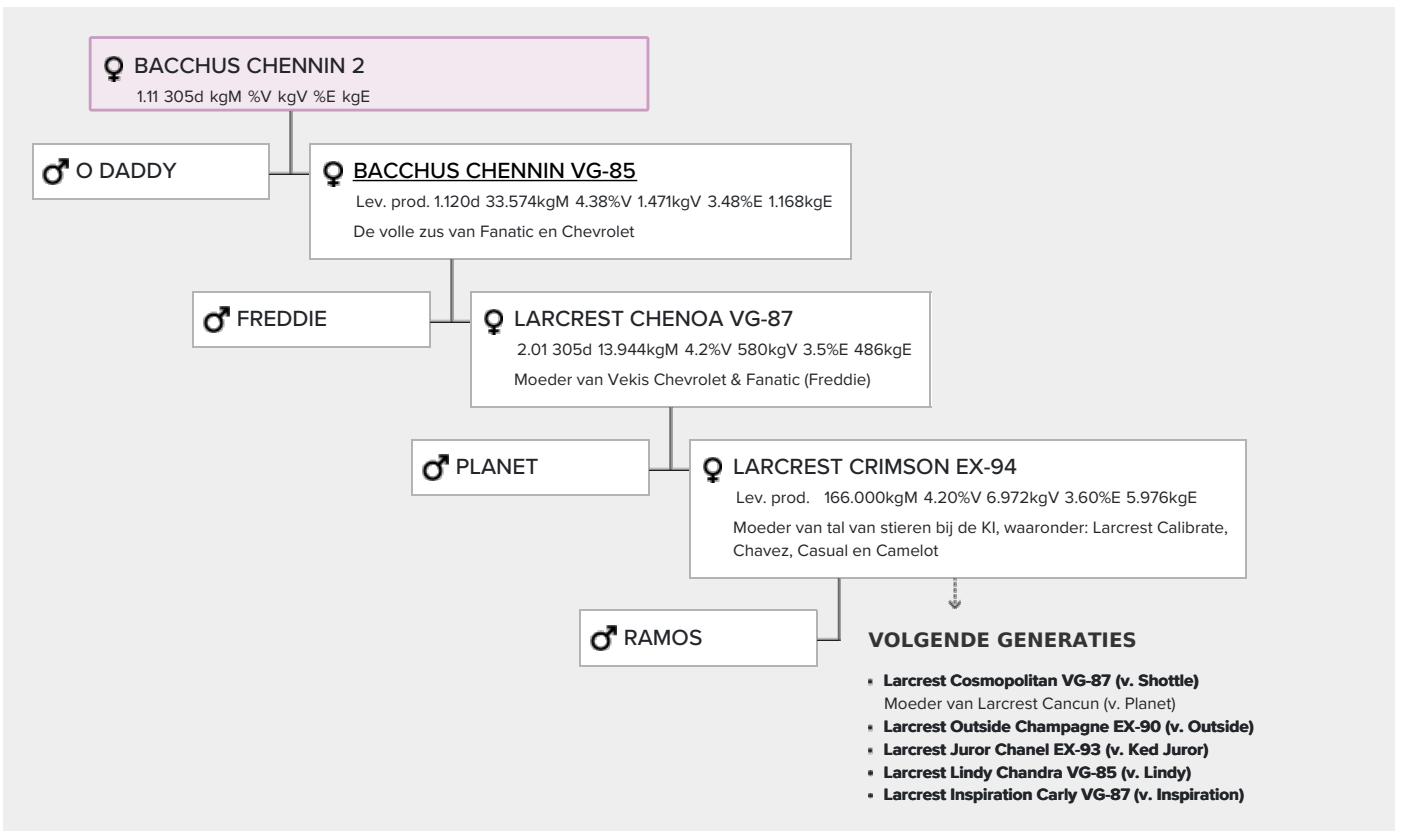 BACCHUS CHENNIN 2
1.11 305d kgM %V kgV %E kgE
O DADDY
BACCHUS CHENNIN VG-85
Lev. prod. 1.120d 33.574kgM 4.38%V 1.471kgV 3.48%E 1.168kgE
De volle zus van Fanatic en Chevrolet
FREDDIE
LARCREST CHENOA VG-87
2.01 305d 13.944kgM 4.2%V 580kgV 3.5%E 486kgE
Moeder van Vekis Chevrolet & Fanatic (Freddie)
PLANET
LARCREST CRIMSON EX-94
Lev. prod. 166.000kgM 4.20%V 6.972kgV 3.60%E 5.976kgE
Moeder van tal van stieren bij de KI, waaronder: Larcrest Calibrate,
Chavez, Casual en Camelot
RAMOS
VOLGENDE GENERATIES
Larcrest Cosmopolitan VG-87 (v. Shottle)
Moeder van Larcrest Cancun (v. Planet)
Larcrest Outside Champagne EX-90 (v. Outside)
Larcrest Juror Chanel EX-93 (v. Ked Juror)
Larcrest Lindy Chandra VG-85 (v. Lindy)
Larcrest Inspiration Carly VG-87 (v. Inspiration)